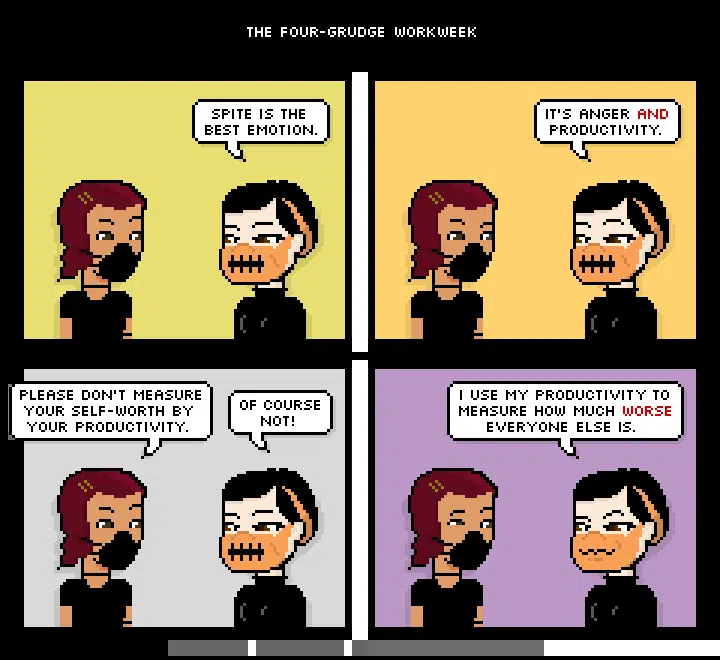 THE FOUR-GRUDGE WORKWEEK
SPITE IS THE
BEST EMOTION.
IT'S ANGER AND
PRODUCTIVITY.
PLEASE DON'T MEASURE
YOUR SELF-WORTH BY
YOUR PRODUCTIVITY.
OF COURSE
NOT!
I USE MY PRODUCTIVITY TO
MEASURE HOW MUCH WORSE
EVERYONE ELSE IS.